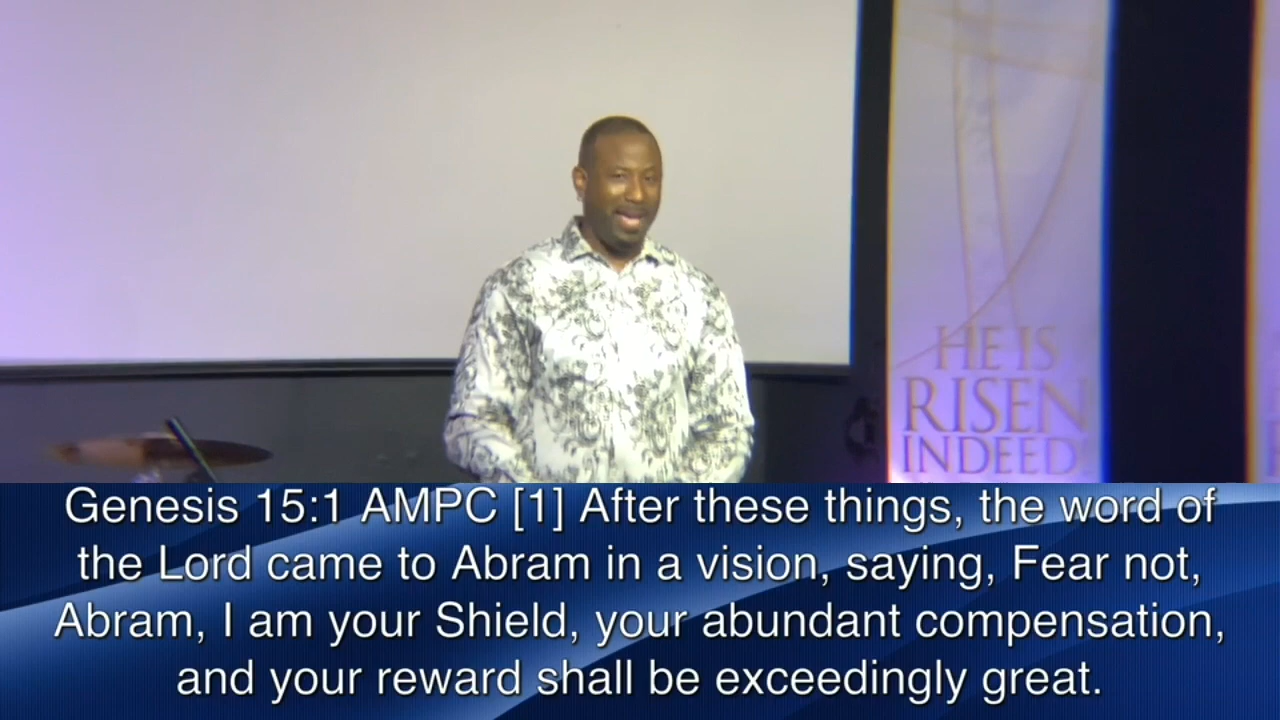 HE IS
RISEN
INDEED
Genesis 15:1 AMPC [1] After these things, the word of
the Lord came to Abram in a vision, saying, Fear not,
Abram, I am your Shield, your abundant compensation,
and your reward shall be exceedingly great.